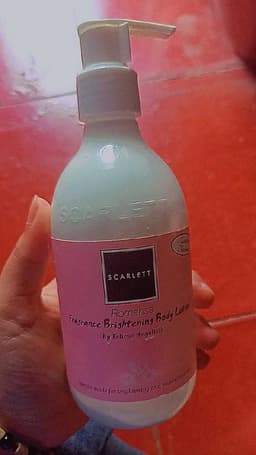 SCARLETT
SCARLETT
Romansa
Fragrance Brightening Body Lotion
By Felicya Angelista